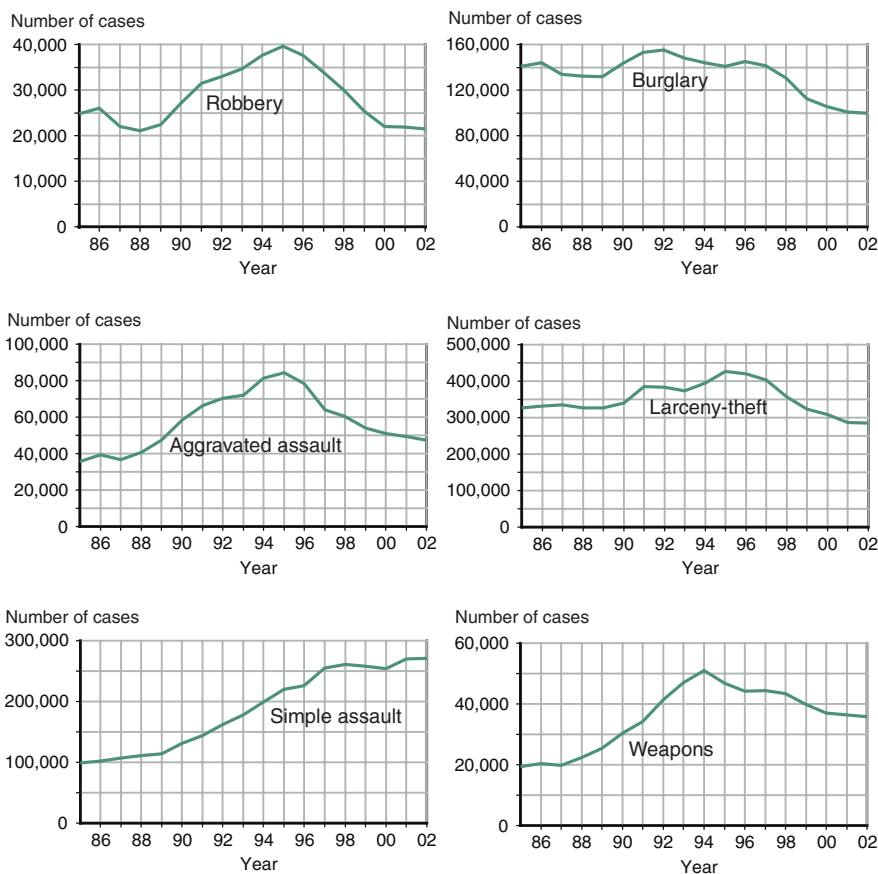 Number of cases
40,000
30,000
20,000
10,000
0
Robbery
86 88 90 92 94 96 98 00 02
Year
Number of cases
160,000
120,000
80,000
40,000
0
Burglary
86 88 90 92 94 96 98 00 02
Year
Number of cases
100,000
80,000
60,000
40,000
20,000
0
Aggravated assault
86 88 90 92 94 96 98 00 02
Year
Number of cases
500,000
400,000
300,000
200,000
100,000
0
Larceny-theft
86 88 90 92 94 96 98 00 02
Year
Number of cases
300,000
200,000
100,000
0
Simple assault
86 88 90 92 94 96 98 00 02
Year
Number of cases
60,000
40,000
20,000
0
Weapons
86 88 90 92 94 96 98 00 02
Year